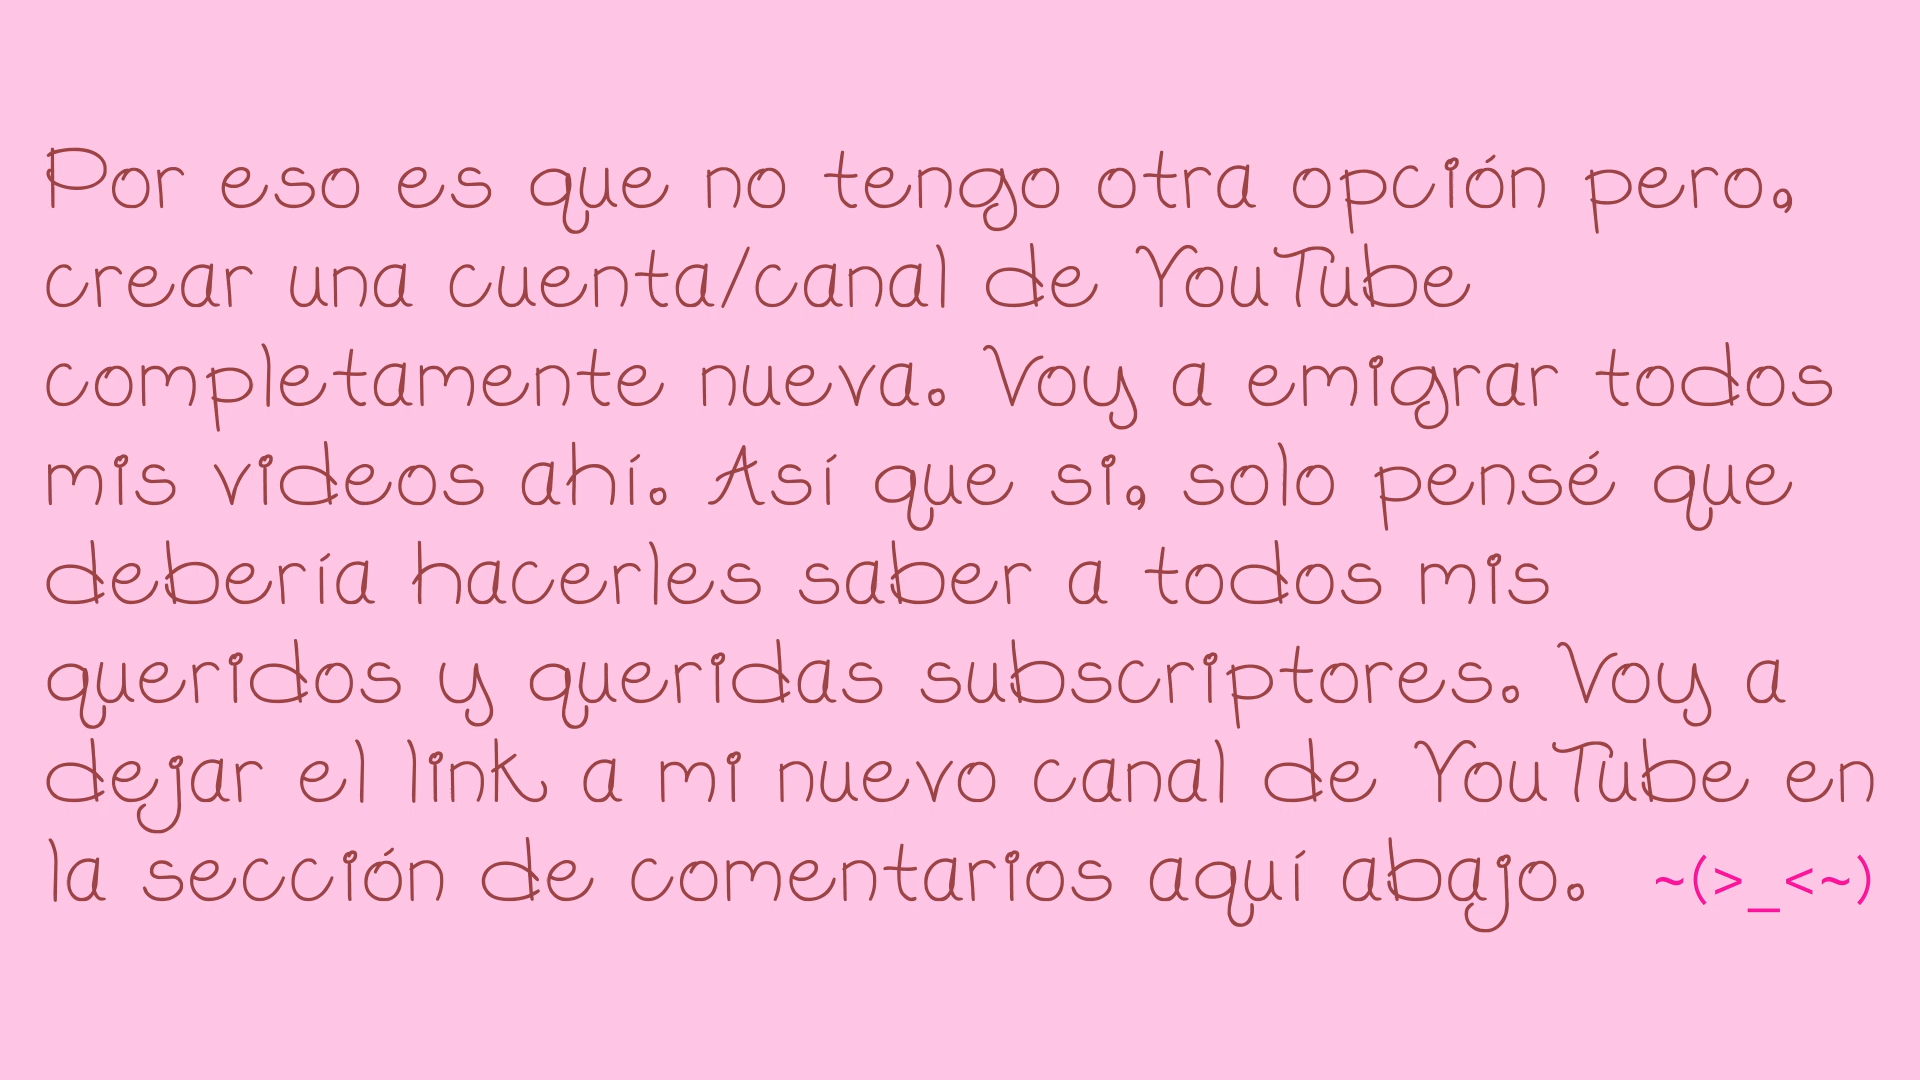 Por eso es que no tengo otra opción pero,
crear una cuenta/canal de YouTube
completamente nueva. Voy a emigrar todos
mis videos ahí. Así que si, solo pensé que
debería hacerles saber a todos mis
queridos y queridas subscriptores. Voy a
dejar el link a mi nuevo canal de YouTube en
la sección de comentarios aquí abajo. ~(>_<~)